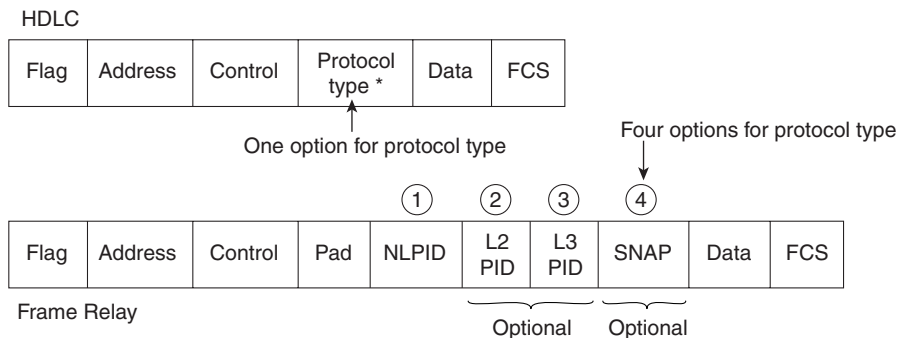 HDLC
Flag Address Control Protocol type * Data FCS
One option for protocol type
Four options for protocol type
1 2 3 4
Flag Address Control Pad NLPID L2 PID L3 PID SNAP Data FCS
Frame Relay
Optional Optional